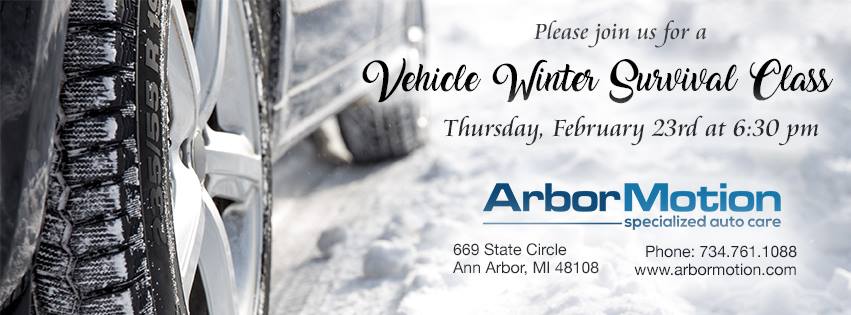 Please join us for a
Vehicle Winter Survival Class
Thursday, February 23rd at 6:30 pm
ArborMotion
specialized auto care
669 State Circle
Ann Arbor, MI 48108
Phone: 734.761.1088
www.arbormotion.com